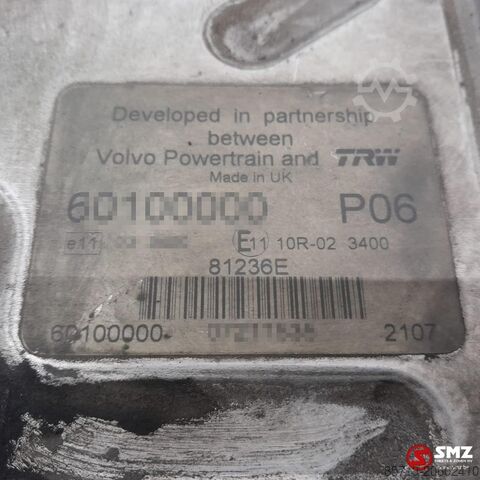 Developed in partnership
between
Volvo Powertrain and TRW
Made in UK
60100000 P06
e11 E11 10R-02 3400
81236E
60100000- 2107
SMZ